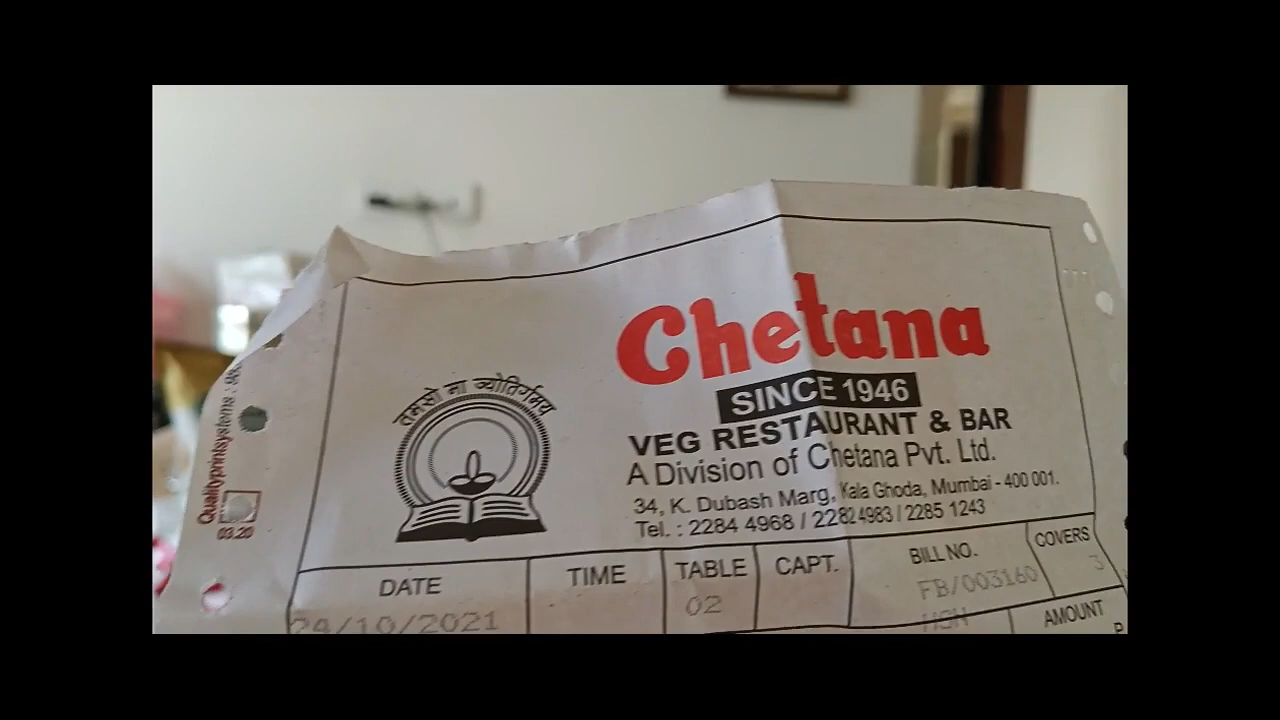 Chetana
SINCE 1946
VEG RESTAURANT & BAR
A Division of Chetana Pvt. Ltd.
34, K. Dubash Marg, Kala Ghoda, Mumbai - 400 001.
Tel. : 2284 4968 / 2282 4983 / 2285 1243
तमसो मा ज्योतिर्गमय
Qualityprintsystems :
03.20
DATE TIME TABLE CAPT. BILL NO. COVERS
24/10/2021 02 FB/003160 3
HSN AMOUNT